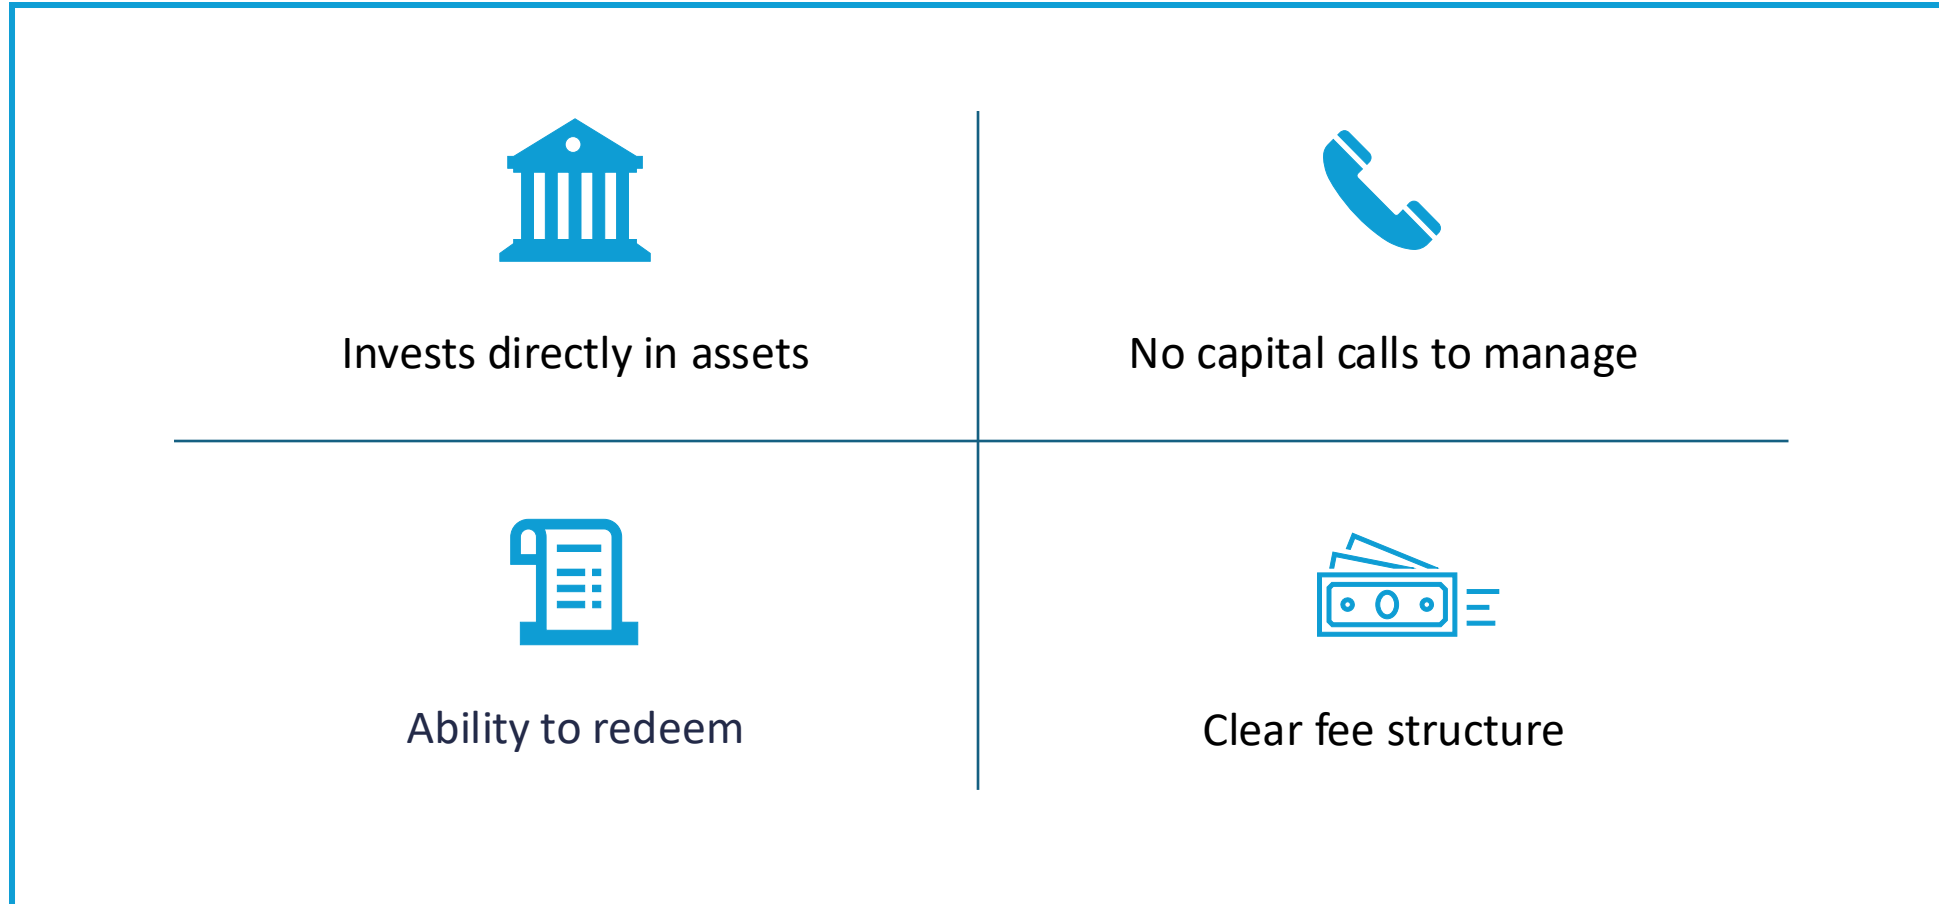 Invests directly in assets
No capital calls to manage
Ability to redeem
Clear fee structure